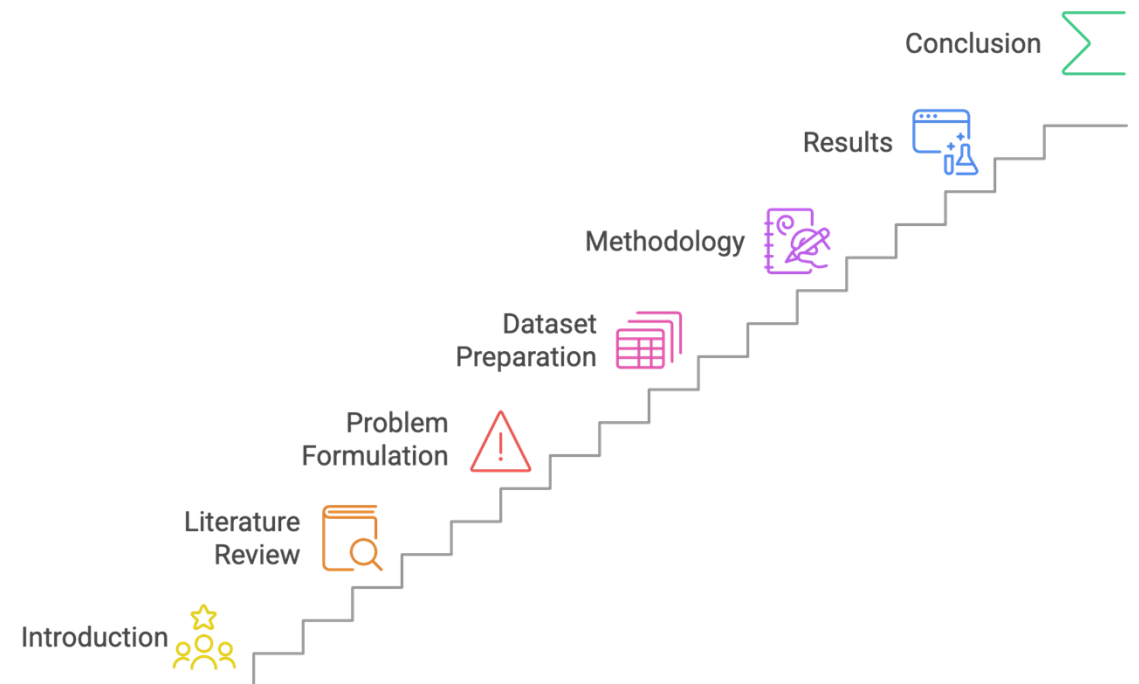 Conclusion
Results
Methodology
Dataset
Preparation
Problem
Formulation
Literature
Review
Introduction